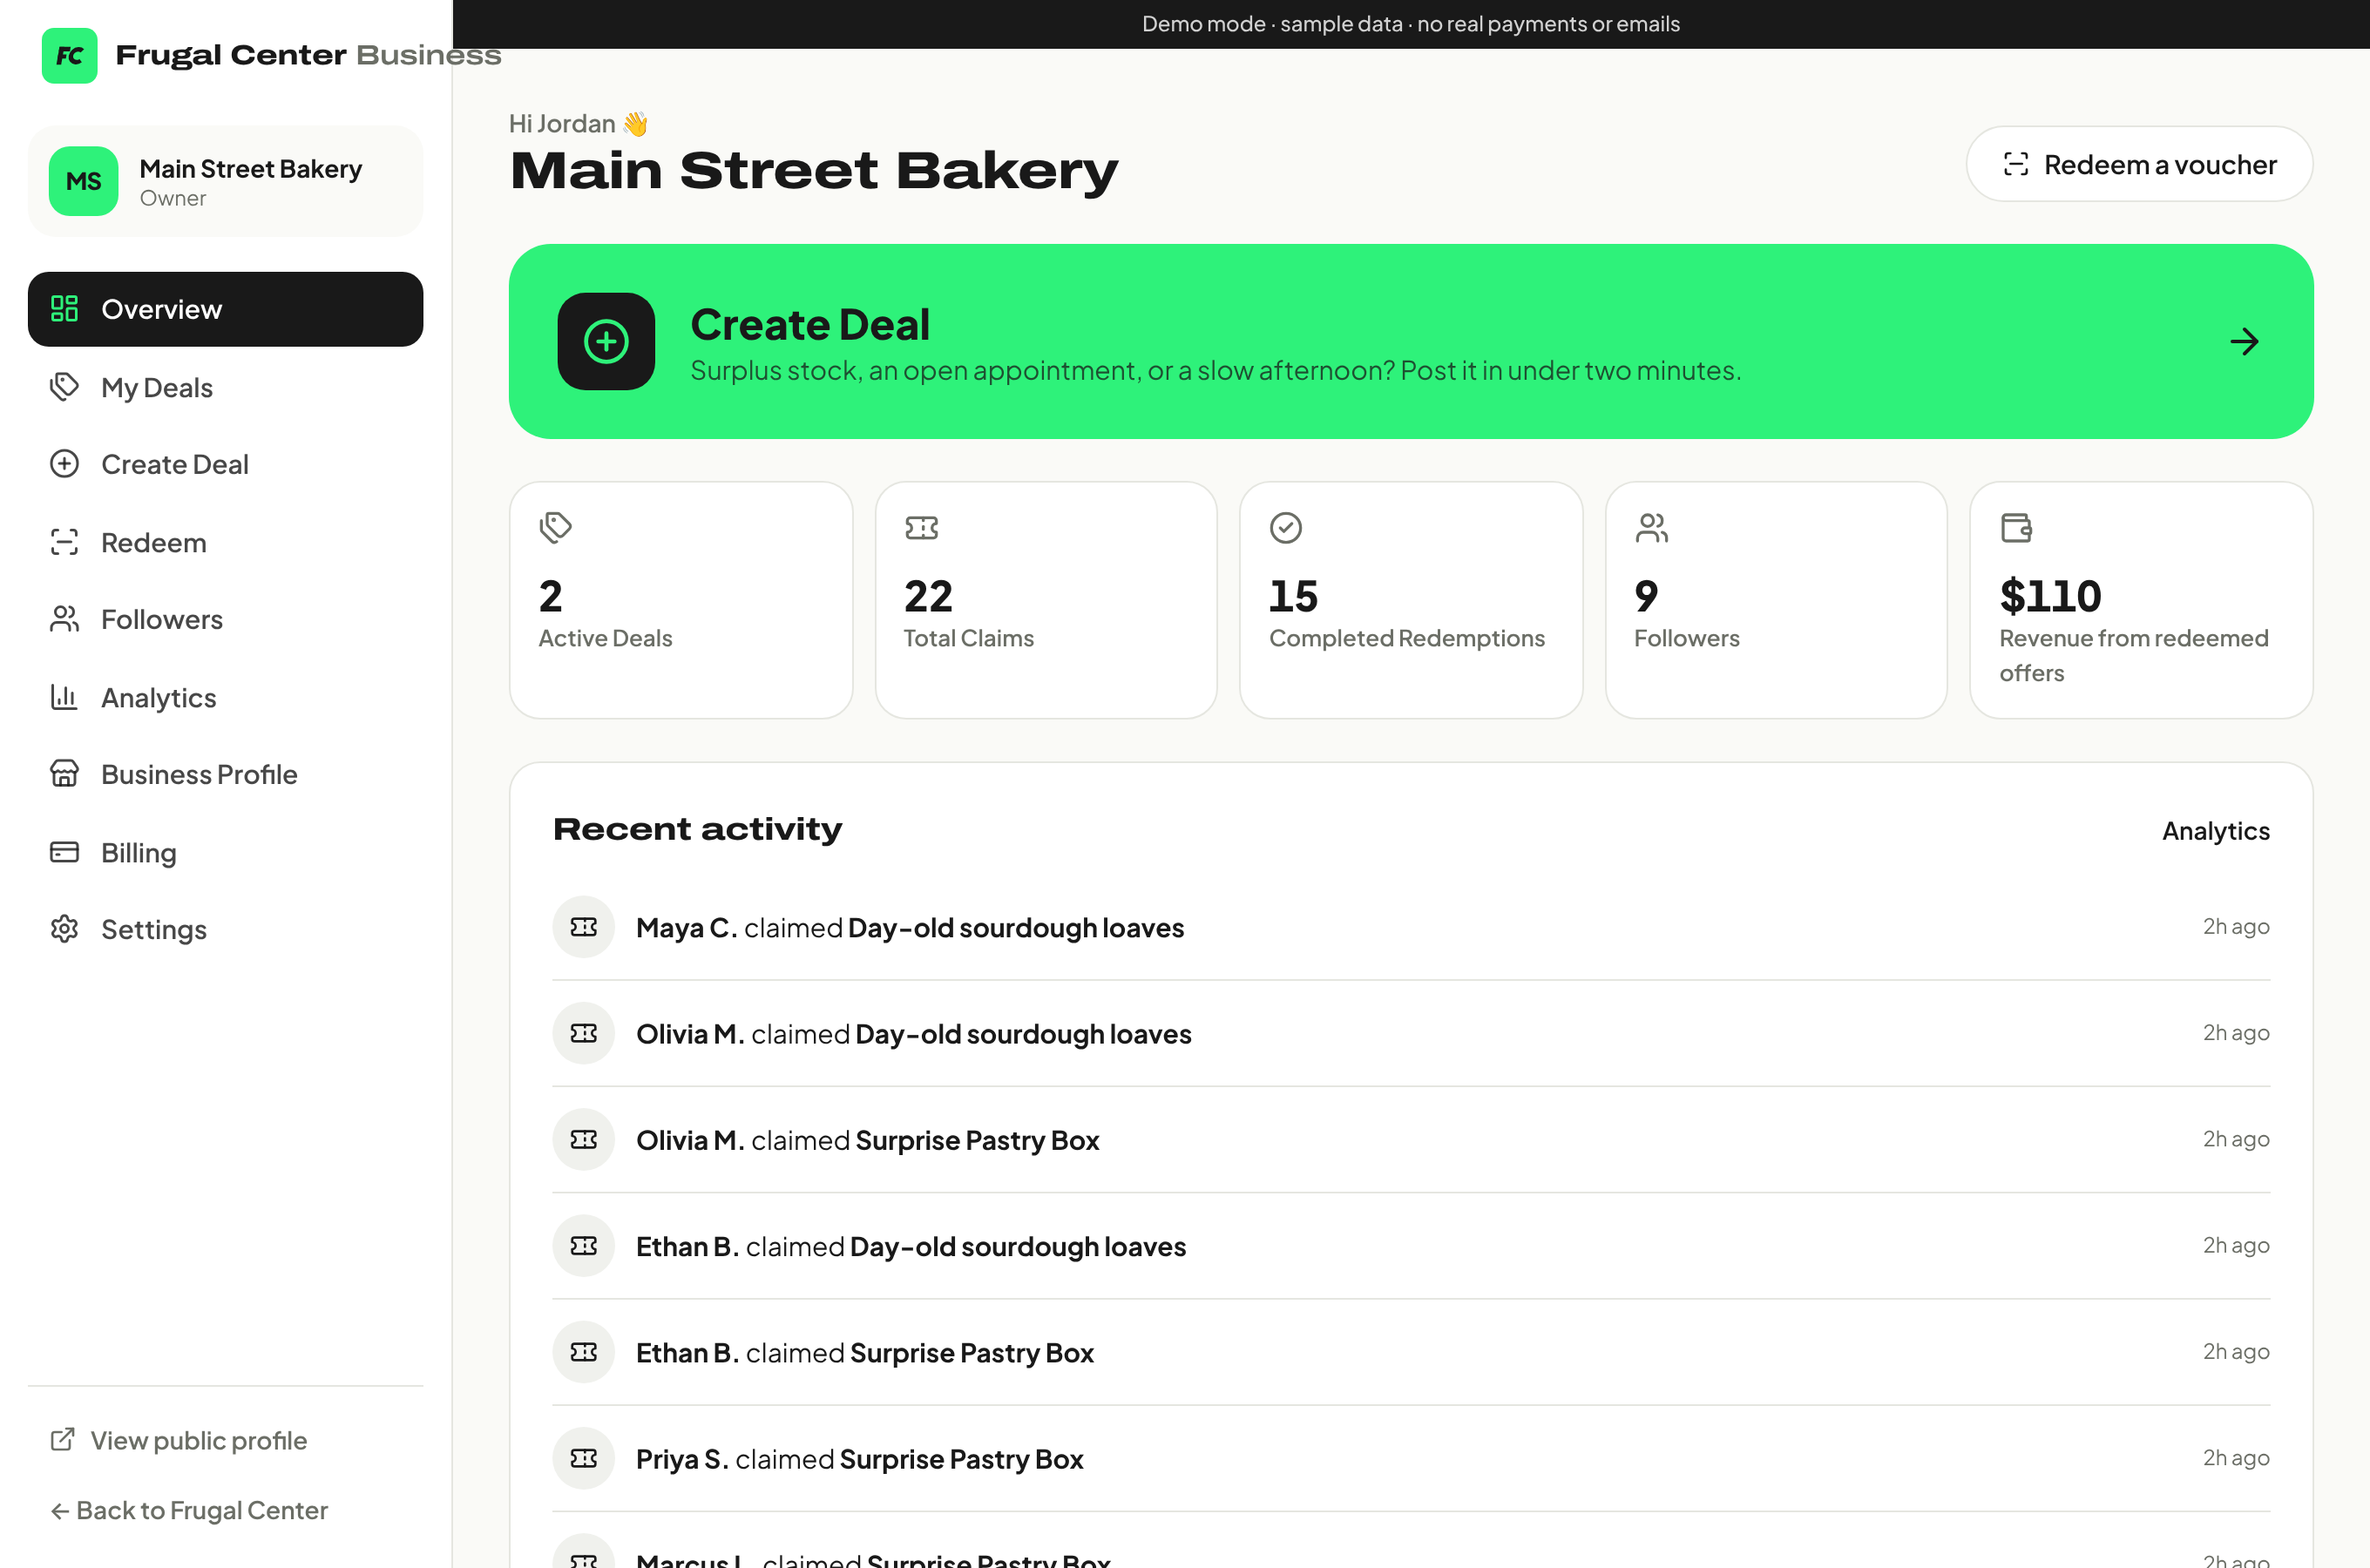 Demo mode · sample data · no real payments or emails
FC Frugal Center Business
MS
Main Street Bakery
Owner
Overview
My Deals
Create Deal
Redeem
Followers
Analytics
Business Profile
Billing
Settings
View public profile
← Back to Frugal Center
Hi Jordan 👋
Main Street Bakery
Redeem a voucher
Create Deal
Surplus stock, an open appointment, or a slow afternoon? Post it in under two minutes.
2
Active Deals
22
Total Claims
15
Completed Redemptions
9
Followers
$110
Revenue from redeemed
offers
Recent activity
Analytics
Maya C. claimed Day-old sourdough loaves 2h ago
Olivia M. claimed Day-old sourdough loaves 2h ago
Olivia M. claimed Surprise Pastry Box 2h ago
Ethan B. claimed Day-old sourdough loaves 2h ago
Ethan B. claimed Surprise Pastry Box 2h ago
Priya S. claimed Surprise Pastry Box 2h ago
Marcus L. claimed Surprise Pastry Box 2h ago